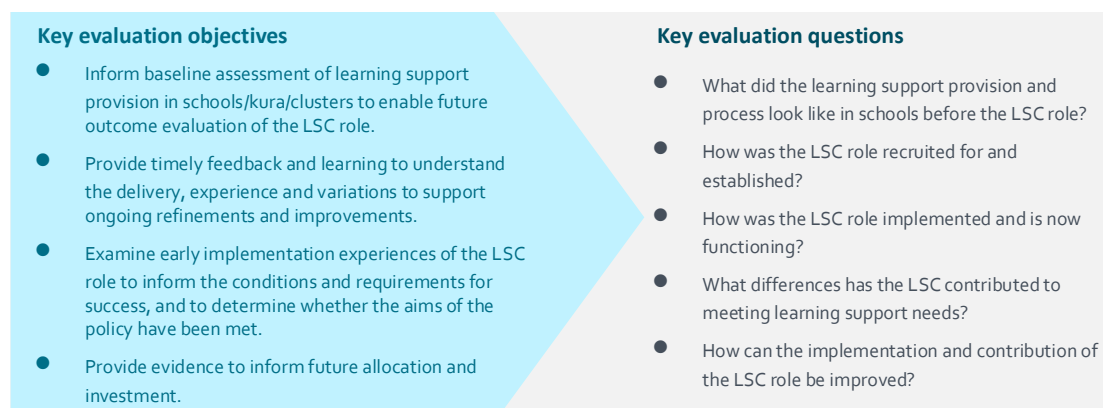 Key evaluation objectives
● Inform baseline assessment of learning support
provision in schools/kura/clusters to enable future
outcome evaluation of the LSC role.
● Provide timely feedback and learning to understand
the delivery, experience and variations to support
ongoing refinements and improvements.
● Examine early implementation experiences of the LSC
role to inform the conditions and requirements for
success, and to determine whether the aims of the
policy have been met.
● Provide evidence to inform future allocation and
investment.
Key evaluation questions
● What did the learning support provision and
process look like in schools before the LSC role?
● How was the LSC role recruited for and
established?
● How was the LSC role implemented and is now
functioning?
● What differences has the LSC contributed to
meeting learning support needs?
● How can the implementation and contribution of
the LSC role be improved?